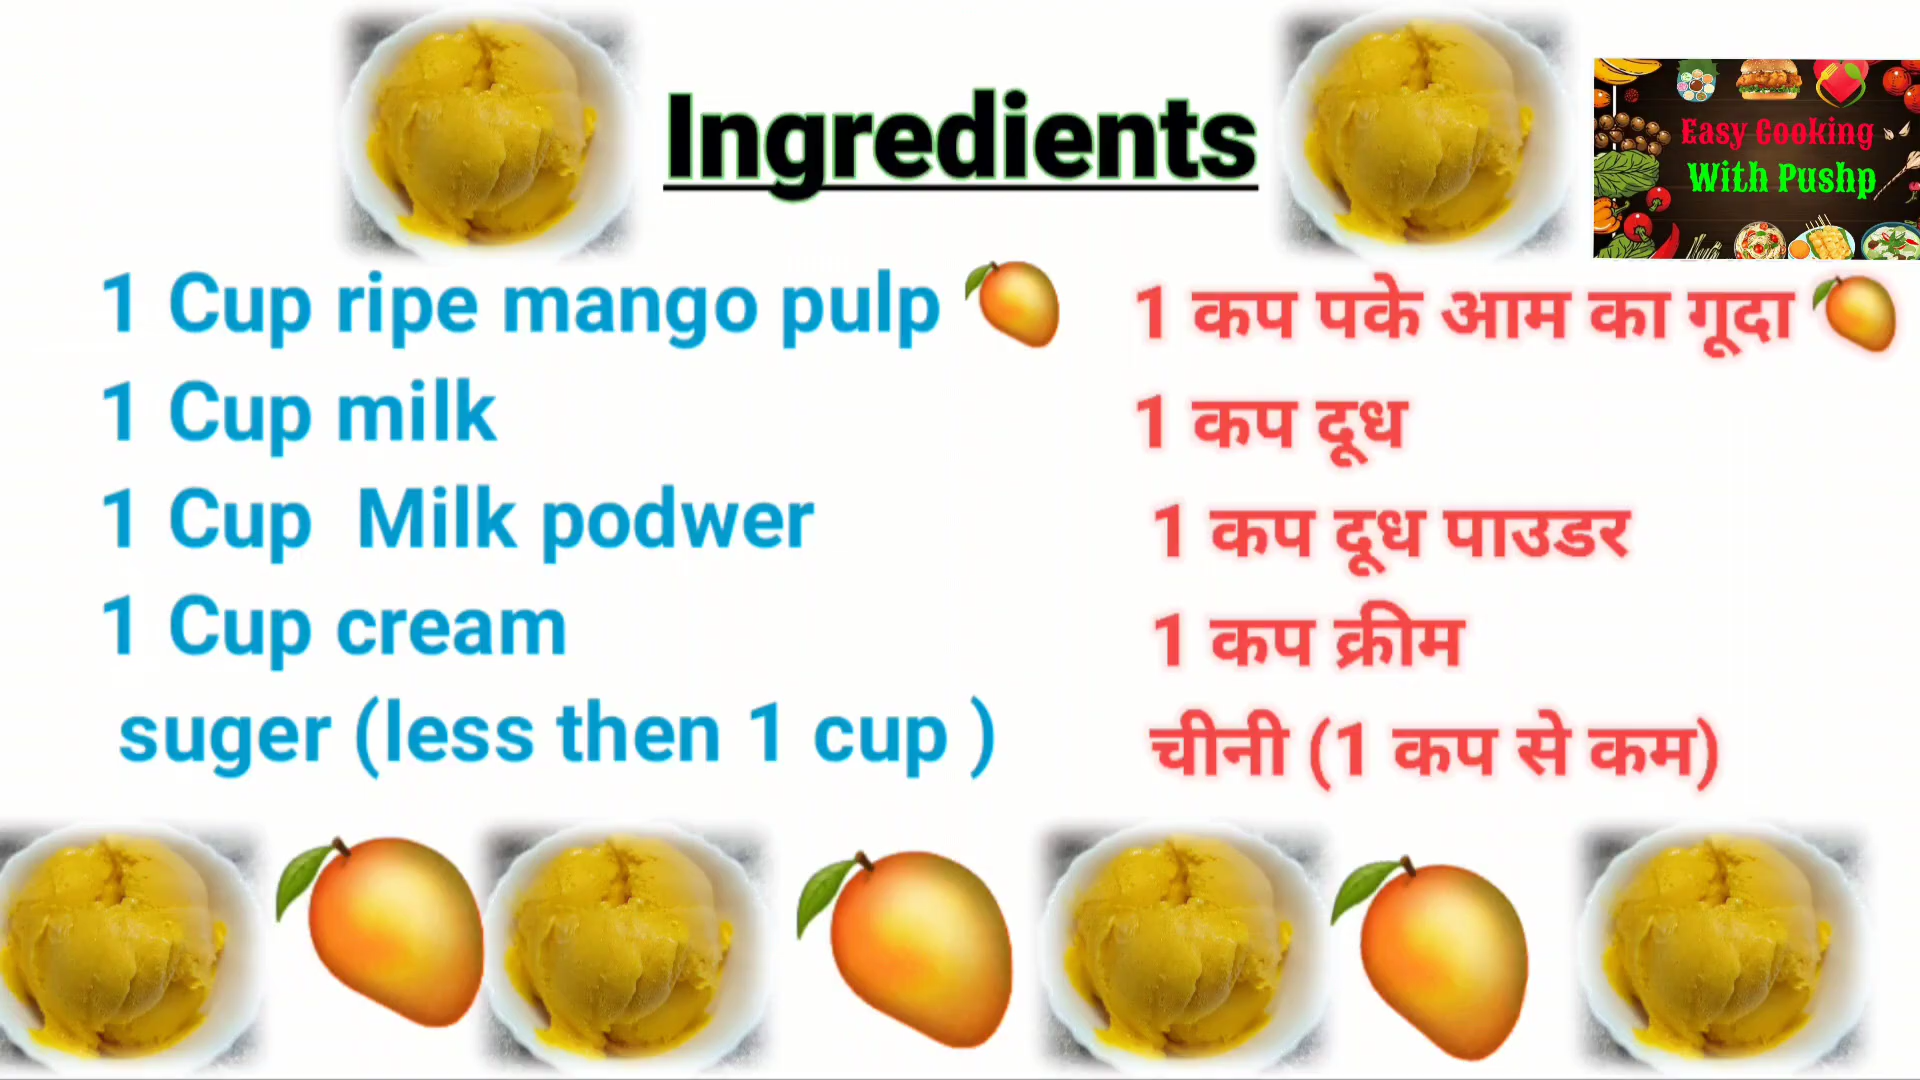 Ingredients
Easy Cooking
With Pushp
1 Cup ripe mango pulp 🥭
1 Cup milk
1 Cup  Milk podwer
1 Cup cream
suger (less then 1 cup )
1 कप पके आम का गूदा 🥭
1 कप दूध
1 कप दूध पाउडर
1 कप क्रीम
चीनी (1 कप से कम)